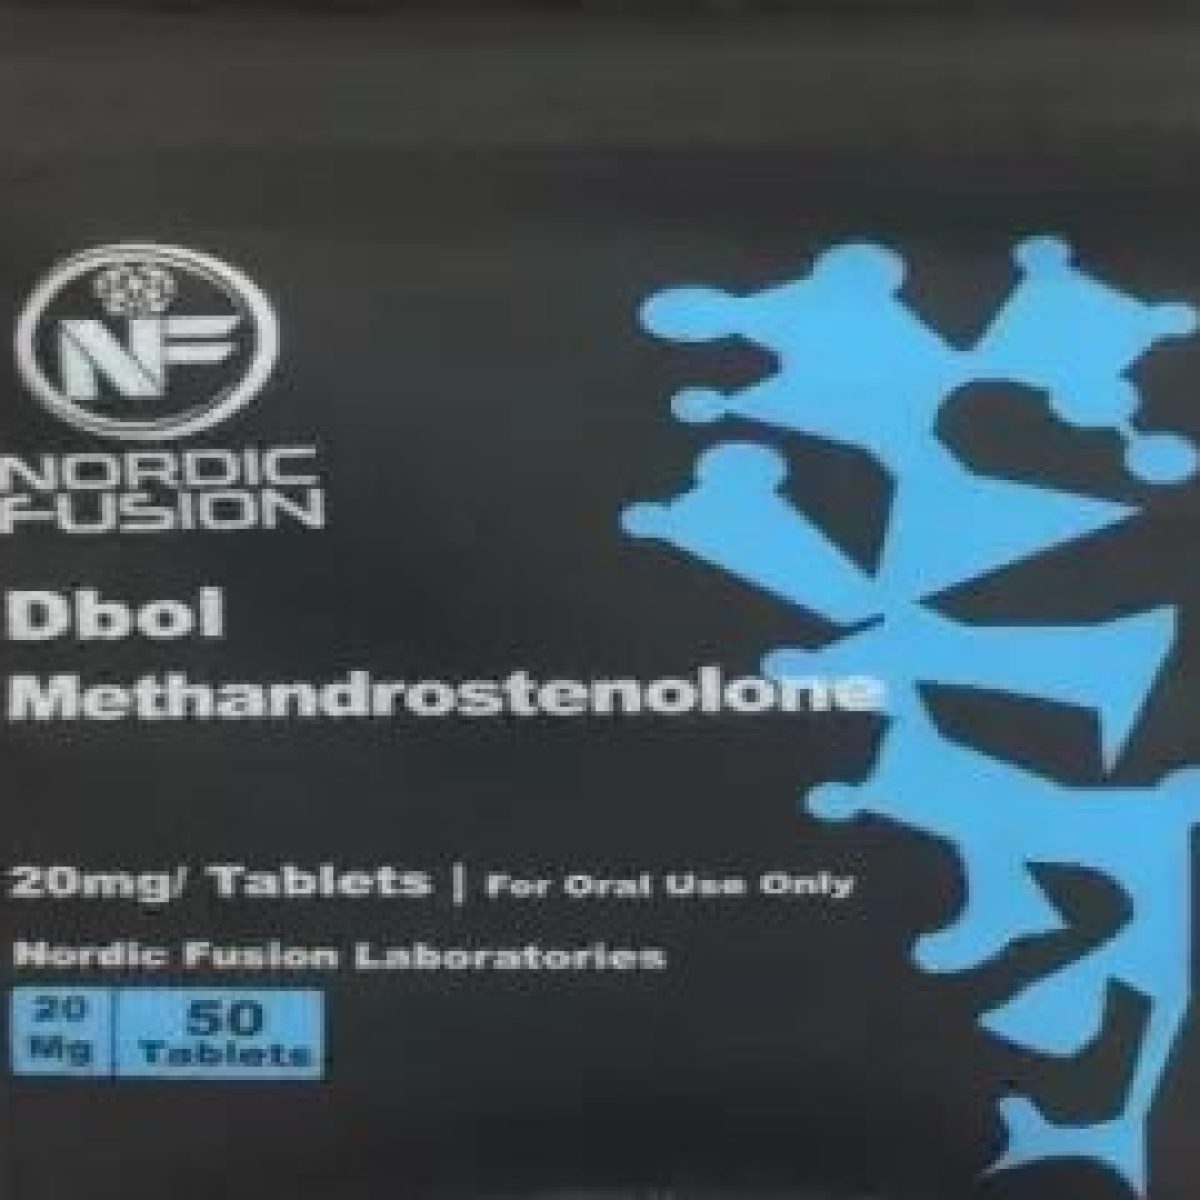 NF
NORDIC
FUSION
Dbol
Methandrostenolone
20mg/ Tablets | For Oral Use Only
Nordic Fusion Laboratories
20 Mg
50 Tablets